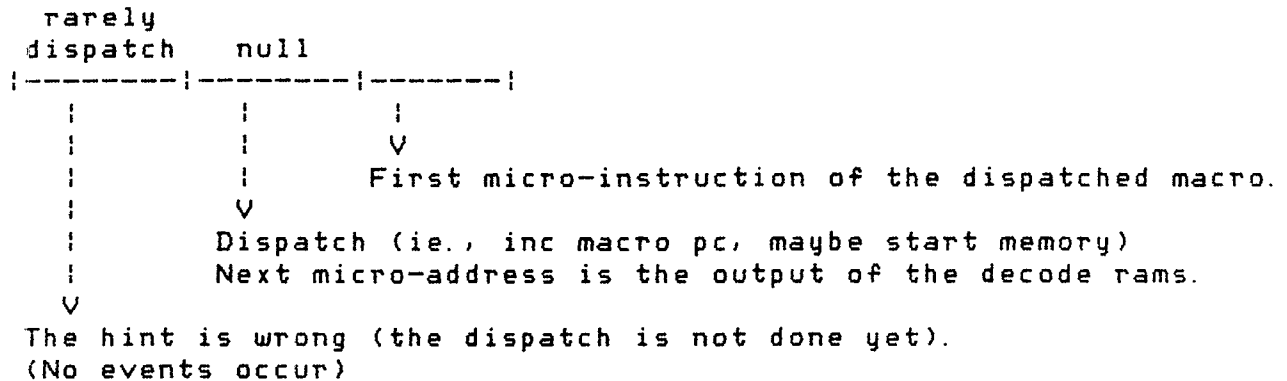 rarely
dispatch null
|---------|--------|-------|
First micro-instruction of the dispatched macro.
Dispatch (ie., inc macro pc, maybe start memory)
Next micro-address is the output of the decode rams.
The hint is wrong (the dispatch is not done yet).
(No events occur)